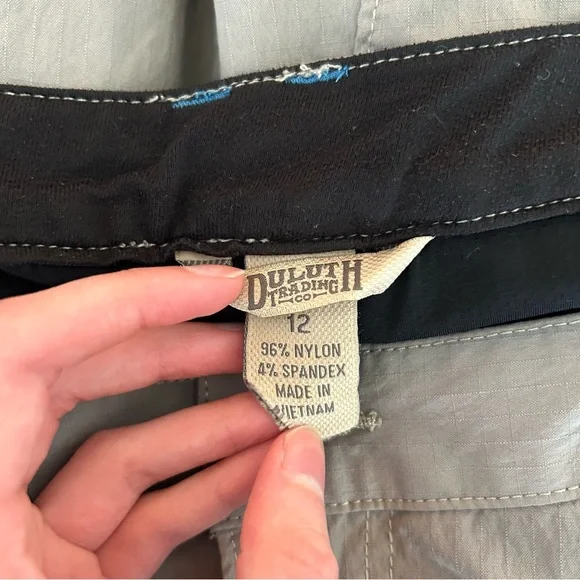 DULUTH
TRADING
CO
12
96% NYLON
4% SPANDEX
MADE IN
VIETNAM